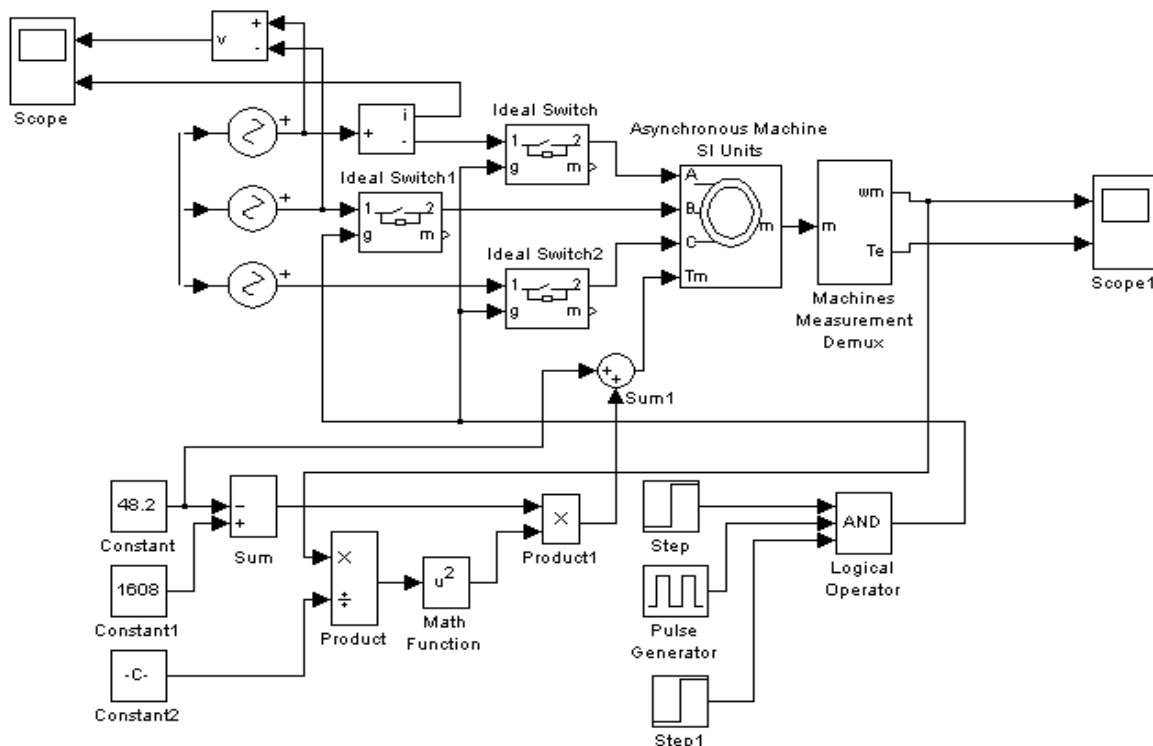 +
v
-
Scope
i
+
-
+
Ideal Switch
1 2
g m
Asynchronous Machine
SI Units
A
B
C
m
Tm
wm
m
Te
Machines
Measurement
Demux
Scope1
+
Ideal Switch1
1 2
g m
+
Ideal Switch2
1 2
g m
+
+
Sum1
48.2
Constant
−
+
Sum
×
Product1
Step
AND
Logical
Operator
1608
Constant1
×
÷
Product
u2
Math
Function
Pulse
Generator
-C-
Constant2
Step1